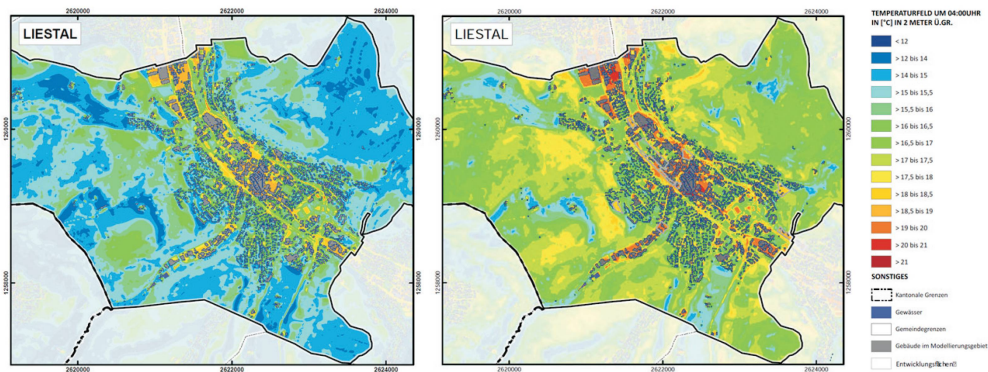 2620000
2622000
2624000
LIESTAL
1260000
1258000
2620000
2622000
2624000
2620000
2622000
2624000
LIESTAL
1260000
1258000
2620000
2622000
2624000
TEMPERATURFELD UM 04:00UHR
IN [°C] IN 2 METER Ü.GR.
< 12
>12 bis 14
>14 bis 15
> 15 bis 15,5
> 15,5 bis 16
> 16 bis 16,5
> 16,5 bis 17
> 17 bis 17,5
> 17,5 bis 18
> 18 bis 18,5
> 18,5 bis 19
> 19 bis 20
> 20 bis 21
> 21
SONSTIGES
Kantonale Grenzen
Gewässer
Gemeindegrenzen
Gebäude im Modellierungsgebiet